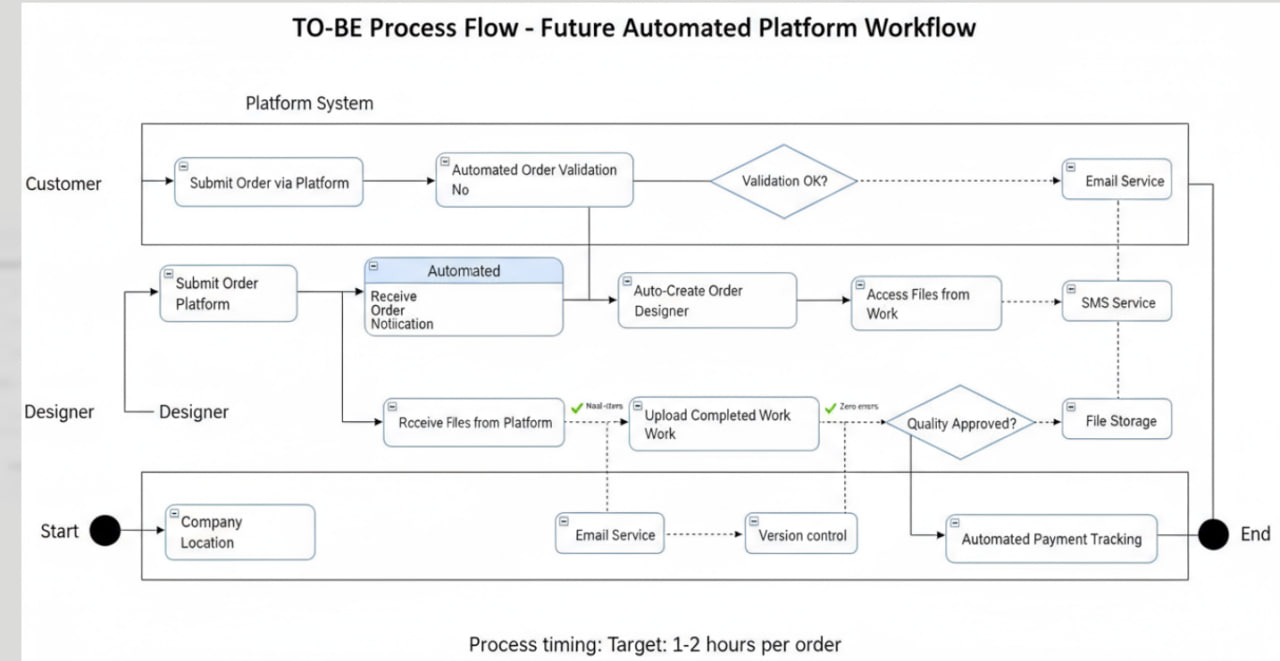 TO-BE Process Flow - Future Automated Platform Workflow
Platform System
Customer
Submit Order via Platform
Automated Order Validation
No
Validation OK?
Email Service
Submit Order
Platform
Automated
Receive
Order
Notiication
Auto-Create Order
Designer
Access Files from
Work
SMS Service
Designer
Designer
Rcceive Files from Platform
Upload Completed Work
Work
Zero errors
Quality Approved?
File Storage
Start
Company
Location
Email Service
Version control
Automated Payment Tracking
End
Process timing: Target: 1-2 hours per order